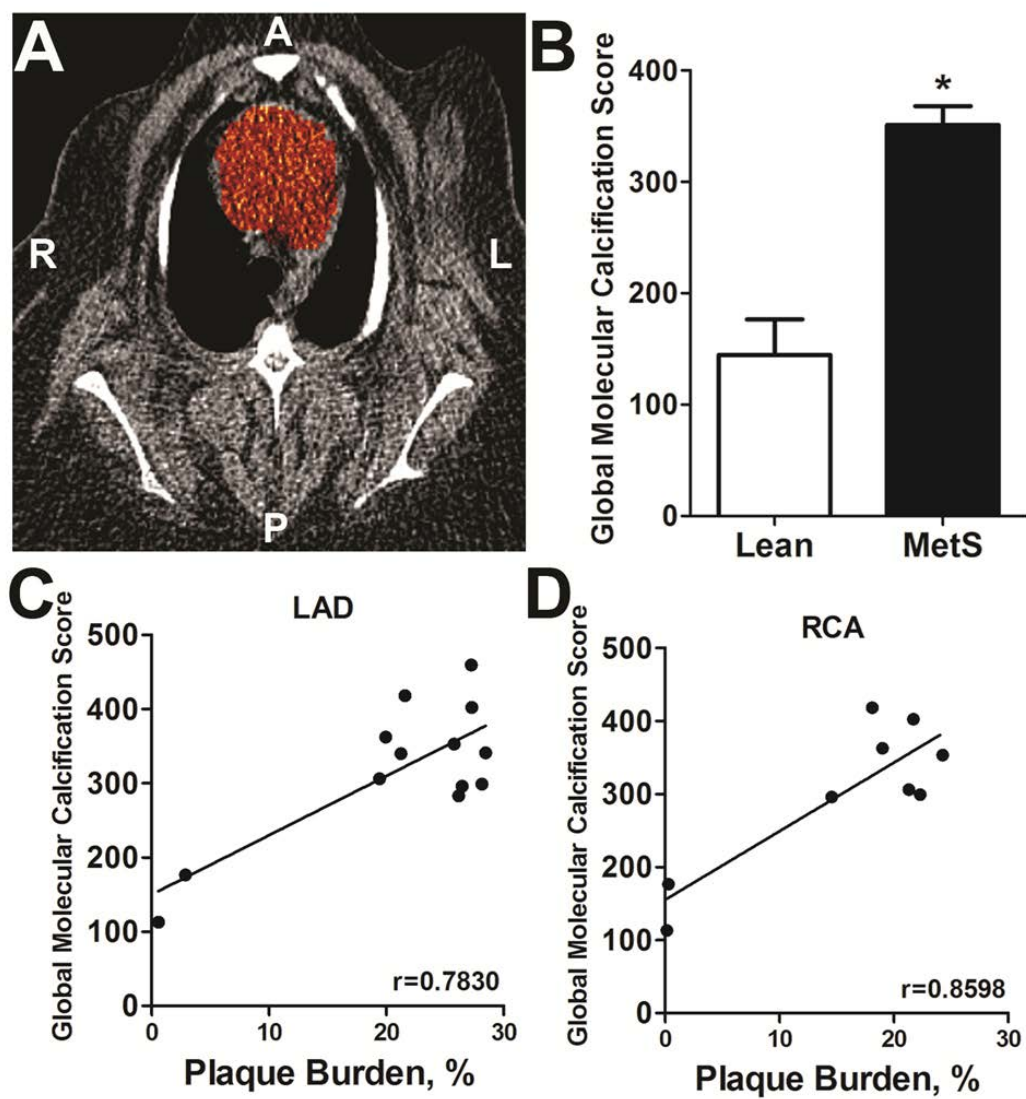 A
A
R
L
P
B
Global Molecular Calcification Score
400
300
200
100
0
*
Lean
MetS
C
LAD
Global Molecular Calcification Score
500
400
300
200
100
0
0
10
20
30
r=0.7830
Plaque Burden, %
D
RCA
Global Molecular Calcification Score
500
400
300
200
100
0
0
10
20
30
r=0.8598
Plaque Burden, %